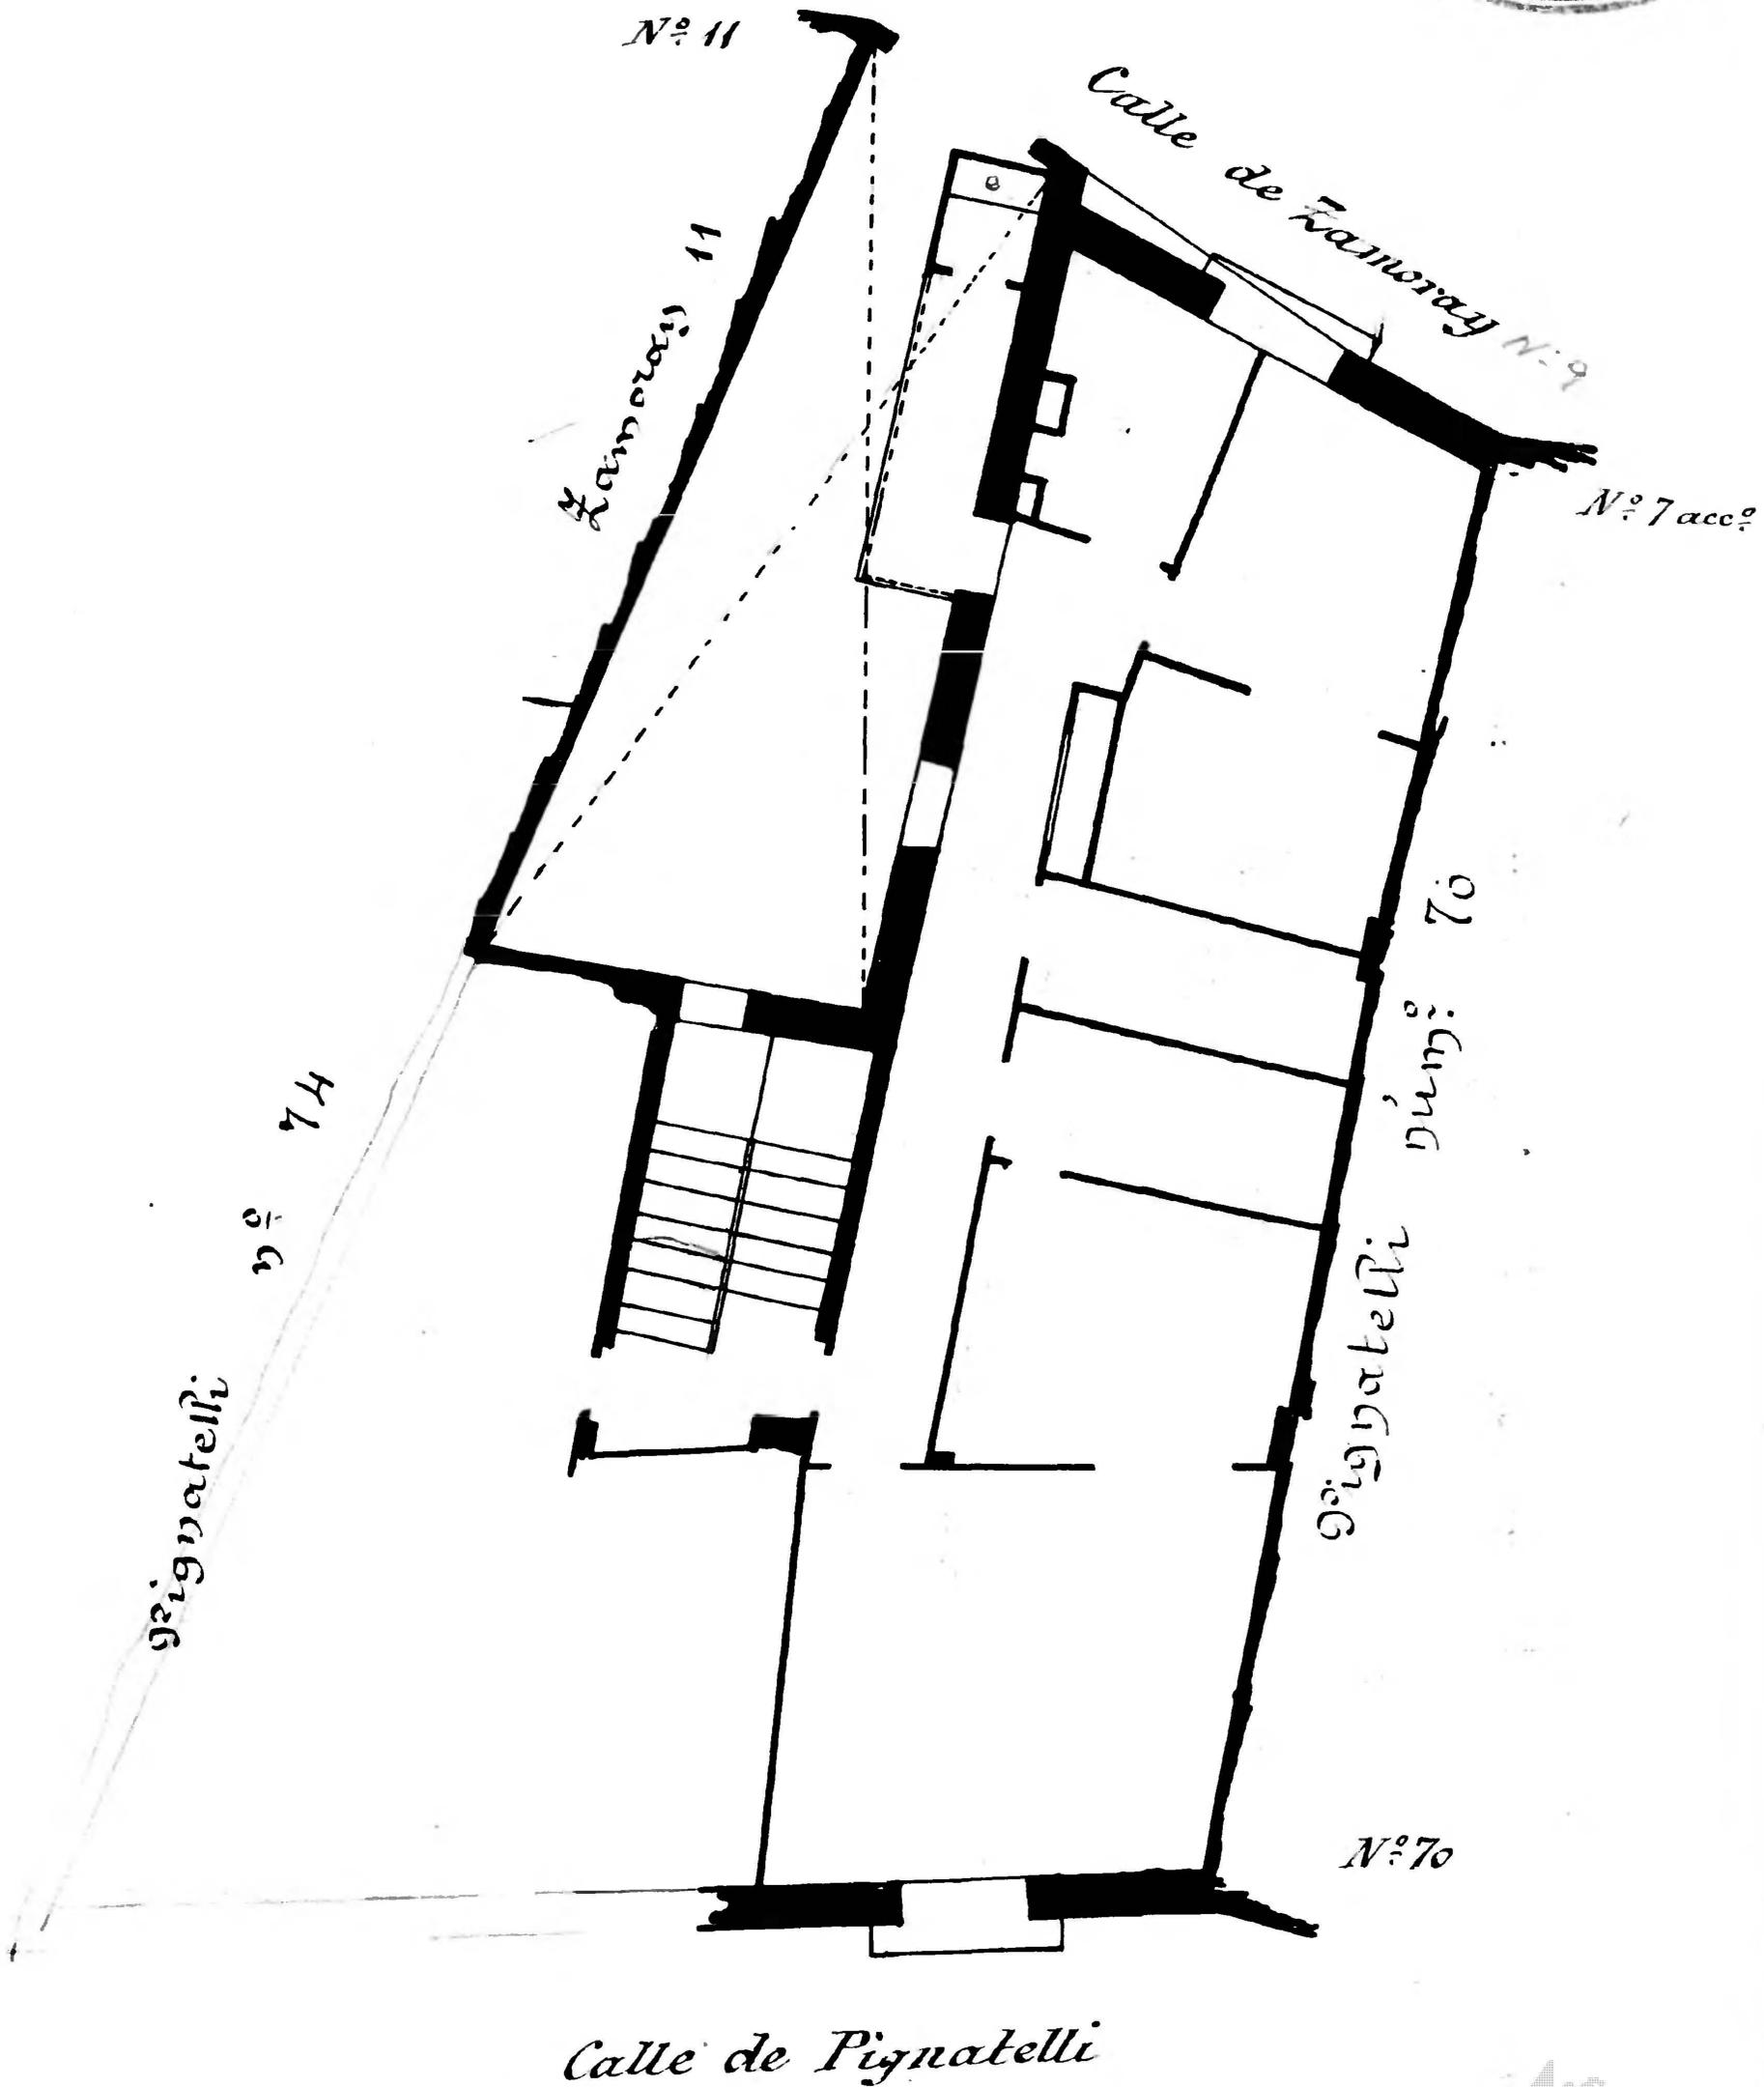 Nº 11
Calle de Zamoray Nº 9
Zamoray 11
Nº 7 accº
Pignatelli núm° 70
Pignatelli nº 74
Nº 70
Calle de Pignatelli